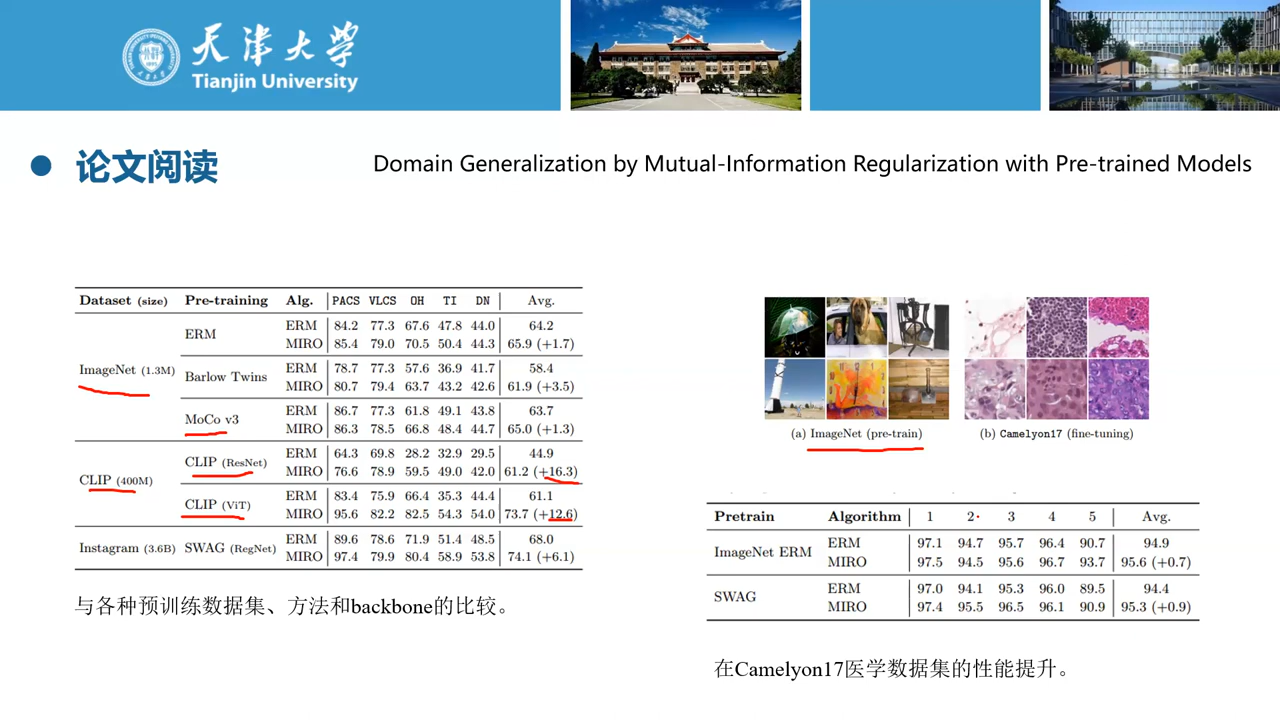 天津大学
Tianjin University
论文阅读
Domain Generalization by Mutual-Information Regularization with Pre-trained Models
Dataset (size) Pre-training Alg. PACS VLCS OH TI DN Avg.
ImageNet (1.3M) ERM ERM 84.2 77.3 67.6 47.8 44.0 64.2
MIRO 85.4 79.0 70.5 50.4 44.3 65.9 (+1.7)
Barlow Twins ERM 78.7 77.3 57.6 36.9 41.7 58.4
MIRO 80.7 79.4 63.7 43.2 42.6 61.9 (+3.5)
MoCo v3 ERM 86.7 77.3 61.8 49.1 43.8 63.7
MIRO 86.3 78.5 66.8 48.4 44.7 65.0 (+1.3)
CLIP (400M) CLIP (ResNet) ERM 64.3 69.8 28.2 32.9 29.5 44.9
MIRO 76.6 78.9 59.5 49.0 42.0 61.2 (+16.3)
CLIP (ViT) ERM 83.4 75.9 66.4 35.3 44.4 61.1
MIRO 95.6 82.2 82.5 54.3 54.0 73.7 (+12.6)
Instagram (3.6B) SWAG (RegNet) ERM 89.6 78.6 71.9 51.4 48.5 68.0
MIRO 97.4 79.9 80.4 58.9 53.8 74.1 (+6.1)
与各种预训练数据集、方法和backbone的比较。
(a) ImageNet (pre-train) (b) Camelyon17 (fine-tuning)
Pretrain Algorithm 1 2 3 4 5 Avg.
ImageNet ERM ERM 97.1 94.7 95.7 96.4 90.7 94.9
MIRO 97.5 94.5 95.6 96.7 93.7 95.6 (+0.7)
SWAG ERM 97.0 94.1 95.3 96.0 89.5 94.4
MIRO 97.4 95.5 96.5 96.1 90.9 95.3 (+0.9)
在Camelyon17医学数据集的性能提升。